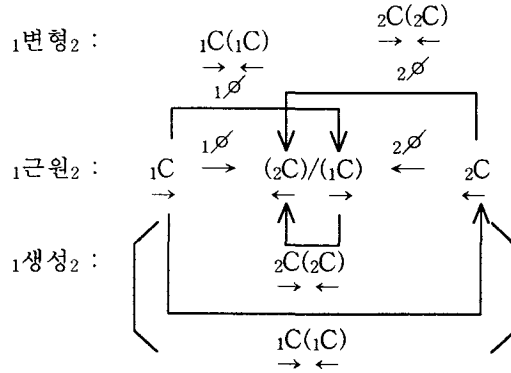 ₂C(₂C)
→ ←
₁변형₂ : ₁C(₁C)
→ ←
₁∅ ₂∅
₁근원₂ : ₁C ₁∅ → (₂C)/(₁C) ₂∅ ← ₂C
→ ← → ←
₁생성₂ : ₂C(₂C)
→ ←
₁C(₁C)
→ ←